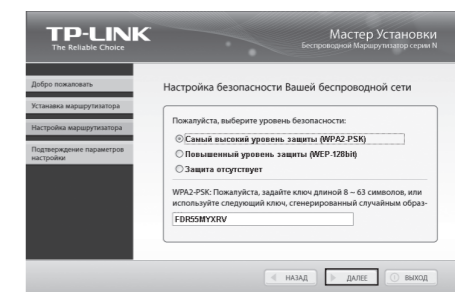 TP-LINK
The Reliable Choice
Мастер Установки
Беспроводной Маршрутизатор серии N
Добро пожаловать
Устанавка маршрутизатора
Настройка маршрутизатора
Подтверждение параметров
настройки
Настройка безопасности Вашей беспроводной сети
Пожалуйста, выберите уровень безопасности:
Самый высокий уровень защиты (WPA2-PSK)
Повышенный уровень защиты (WEP-128bit)
Защита отсутствует
WPA2-PSK: Пожалуйста, задайте ключ длиной 8 ~ 63 символов, или
используйте следующий ключ, сгенерированный случайным образ-
FDR55MYXRV
НАЗАД
ДАЛЕЕ
ВЫХОД